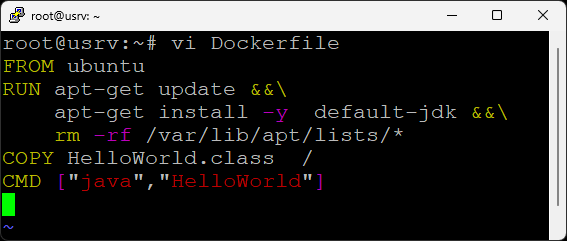 root@usrv: ~
root@usrv:~# vi Dockerfile
FROM ubuntu
RUN apt-get update &&\
    apt-get install -y  default-jdk &&\
    rm -rf /var/lib/apt/lists/*
COPY HelloWorld.class  /
CMD ["java","HelloWorld"]
~